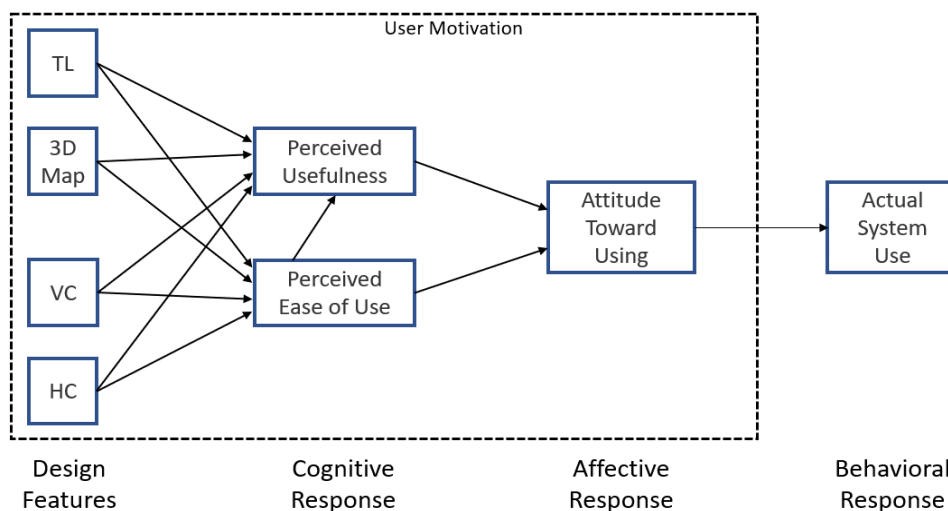 User Motivation
TL
3D
Map
VC
HC
Perceived
Usefulness
Perceived
Ease of Use
Attitude
Toward
Using
Actual
System
Use
Design
Features
Cognitive
Response
Affective
Response
Behavioral
Response